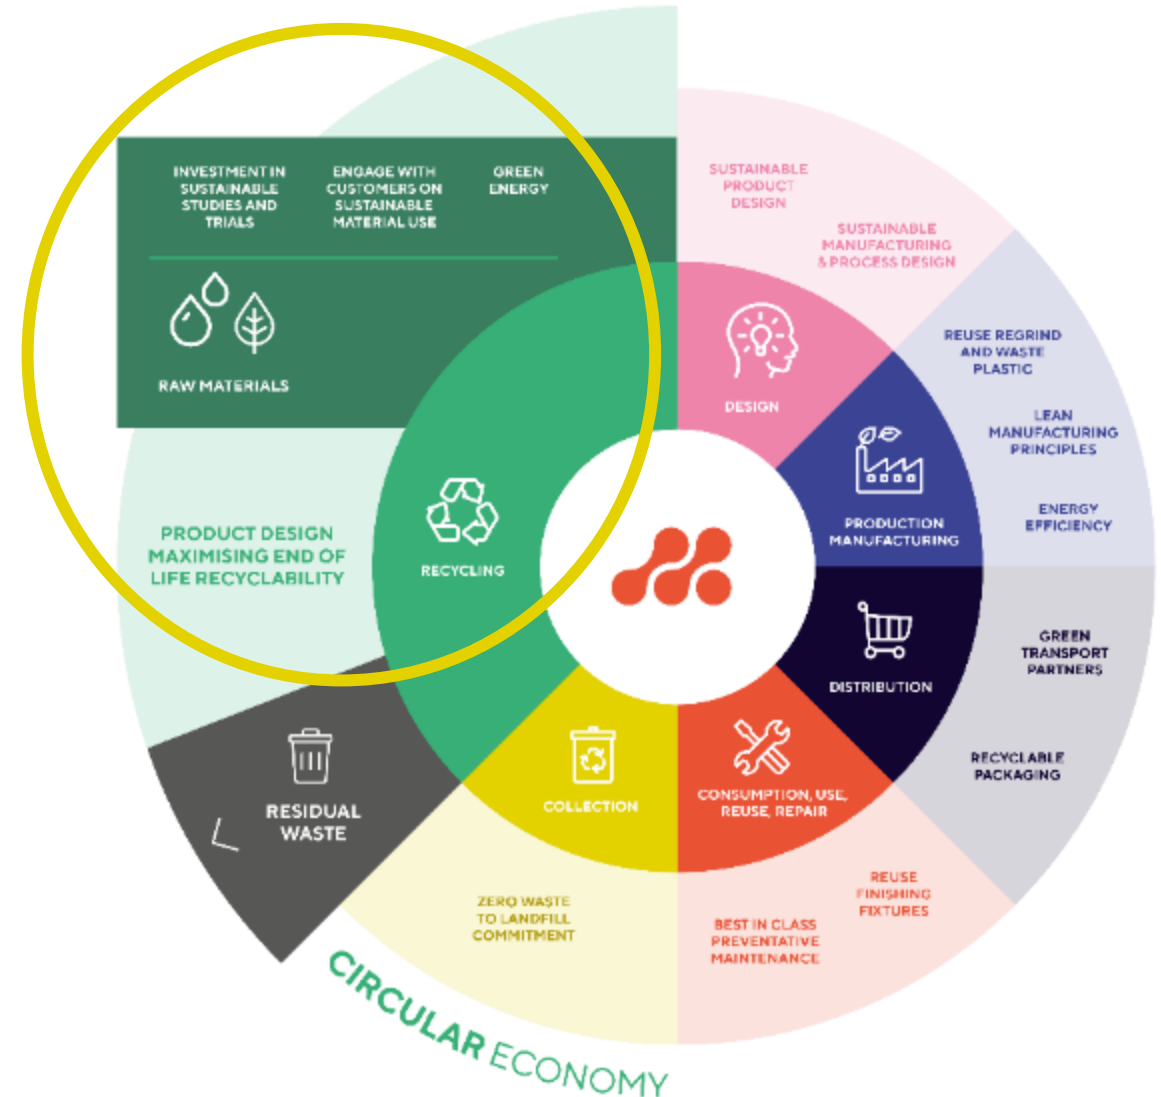 INVESTMENT IN
SUSTAINABLE
STUDIES AND
TRIALS
ENGAGE WITH
CUSTOMERS ON
SUSTAINABLE
MATERIAL USE
GREEN
ENERGY
RAW MATERIALS
SUSTAINABLE
PRODUCT
DESIGN
SUSTAINABLE
MANUFACTURING
& PROCESS DESIGN
DESIGN
REUSE REGRIND
AND WASTE
PLASTIC
LEAN
MANUFACTURING
PRINCIPLES
ENERGY
EFFICIENCY
PRODUCTION
MANUFACTURING
PRODUCT DESIGN
MAXIMISING END OF
LIFE RECYCLABILITY
RECYCLING
DISTRIBUTION
GREEN
TRANSPORT
PARTNERS
RECYCLABLE
PACKAGING
RESIDUAL
WASTE
COLLECTION
CONSUMPTION, USE,
REUSE, REPAIR
ZERO WASTE
TO LANDFILL
COMMITMENT
BEST IN CLASS
PREVENTATIVE
MAINTENANCE
REUSE
FINISHING
FIXTURES
CIRCULAR ECONOMY